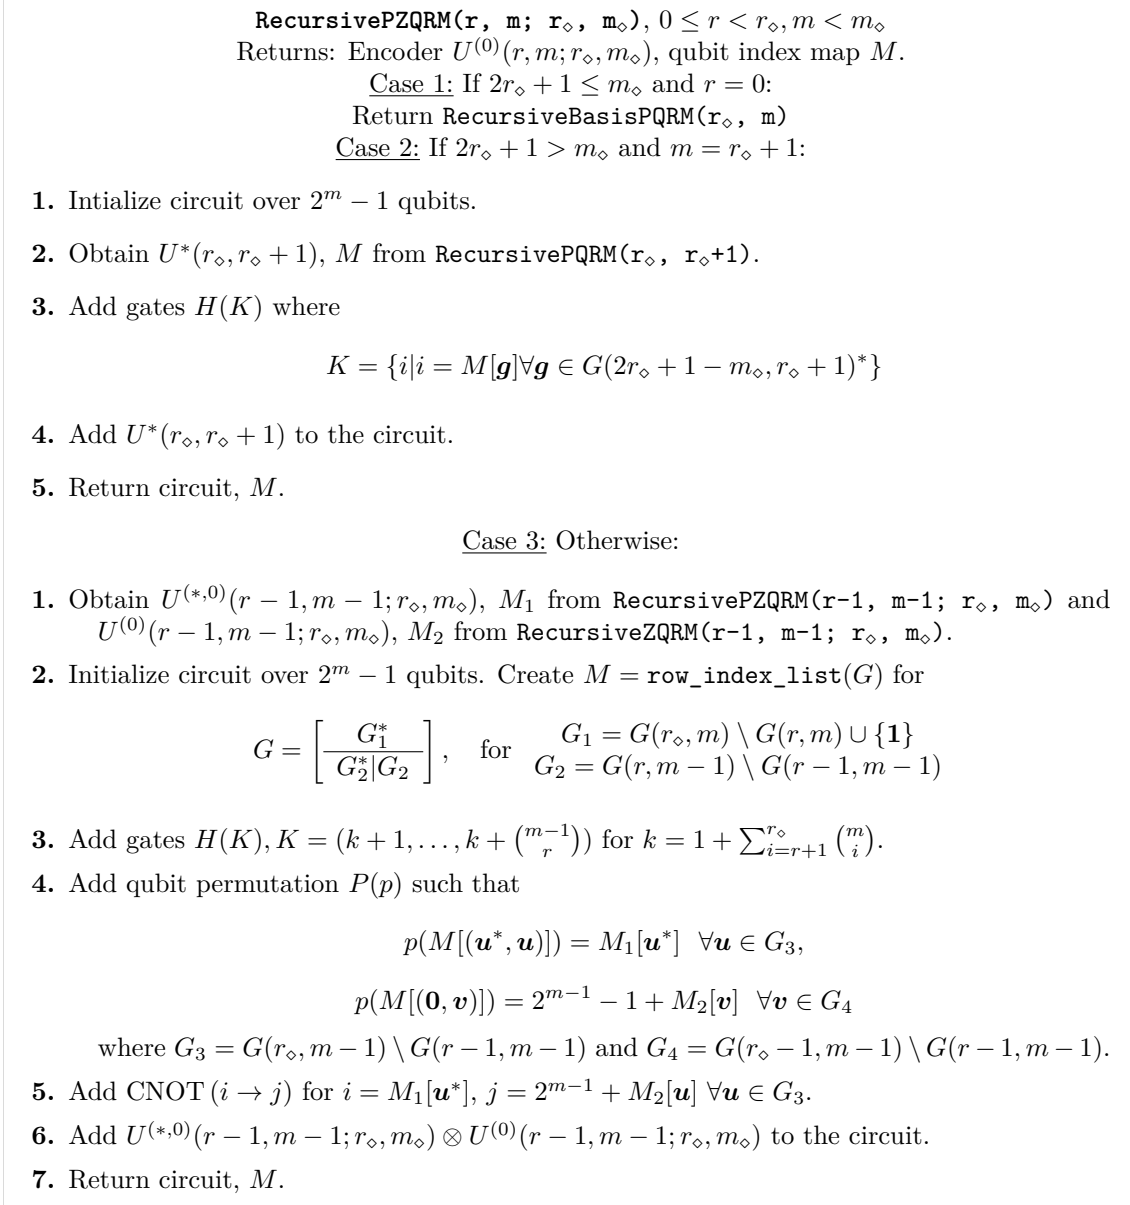 RecursivePZQRM(r, m; r⋄, m⋄), 0 ≤ r < r⋄, m < m⋄
Returns: Encoder U^{(0)}(r, m; r⋄, m⋄), qubit index map M.
Case 1: If 2r⋄ + 1 ≤ m⋄ and r = 0:
Return RecursiveBasisPQRM(r⋄, m)
Case 2: If 2r⋄ + 1 > m⋄ and m = r⋄ + 1:
1. Intialize circuit over 2^m − 1 qubits.
2. Obtain U^*(r⋄, r⋄ + 1), M from RecursivePQRM(r⋄, r⋄+1).
3. Add gates H(K) where
K = {i|i = M[g]∀g ∈ G(2r⋄ + 1 − m⋄, r⋄ + 1)^*}
4. Add U^*(r⋄, r⋄ + 1) to the circuit.
5. Return circuit, M.
Case 3: Otherwise:
1. Obtain U^{(*,0)}(r − 1, m − 1; r⋄, m⋄), M_1 from RecursivePZQRM(r-1, m-1; r⋄, m⋄) and
U^{(0)}(r − 1, m − 1; r⋄, m⋄), M_2 from RecursiveZQRM(r-1, m-1; r⋄, m⋄).
2. Initialize circuit over 2^m − 1 qubits. Create M = row_index_list(G) for
G = [ G_1^* / G_2^*|G_2 ], for G_1 = G(r⋄, m) \ G(r, m) ∪ {1}
G_2 = G(r, m − 1) \ G(r − 1, m − 1)
3. Add gates H(K), K = (k + 1, . . . , k + \binom{m−1}{r}) for k = 1 + ∑_{i=r+1}^{r⋄} \binom{m}{i}.
4. Add qubit permutation P(p) such that
p(M[(u^*, u)]) = M_1[u^*] ∀u ∈ G_3,
p(M[(0, v)]) = 2^{m−1} − 1 + M_2[v] ∀v ∈ G_4
where G_3 = G(r⋄, m − 1) \ G(r − 1, m − 1) and G_4 = G(r⋄ − 1, m − 1) \ G(r − 1, m − 1).
5. Add CNOT (i → j) for i = M_1[u^*], j = 2^{m−1} + M_2[u] ∀u ∈ G_3.
6. Add U^{(*,0)}(r − 1, m − 1; r⋄, m⋄) ⊗ U^{(0)}(r − 1, m − 1; r⋄, m⋄) to the circuit.
7. Return circuit, M.